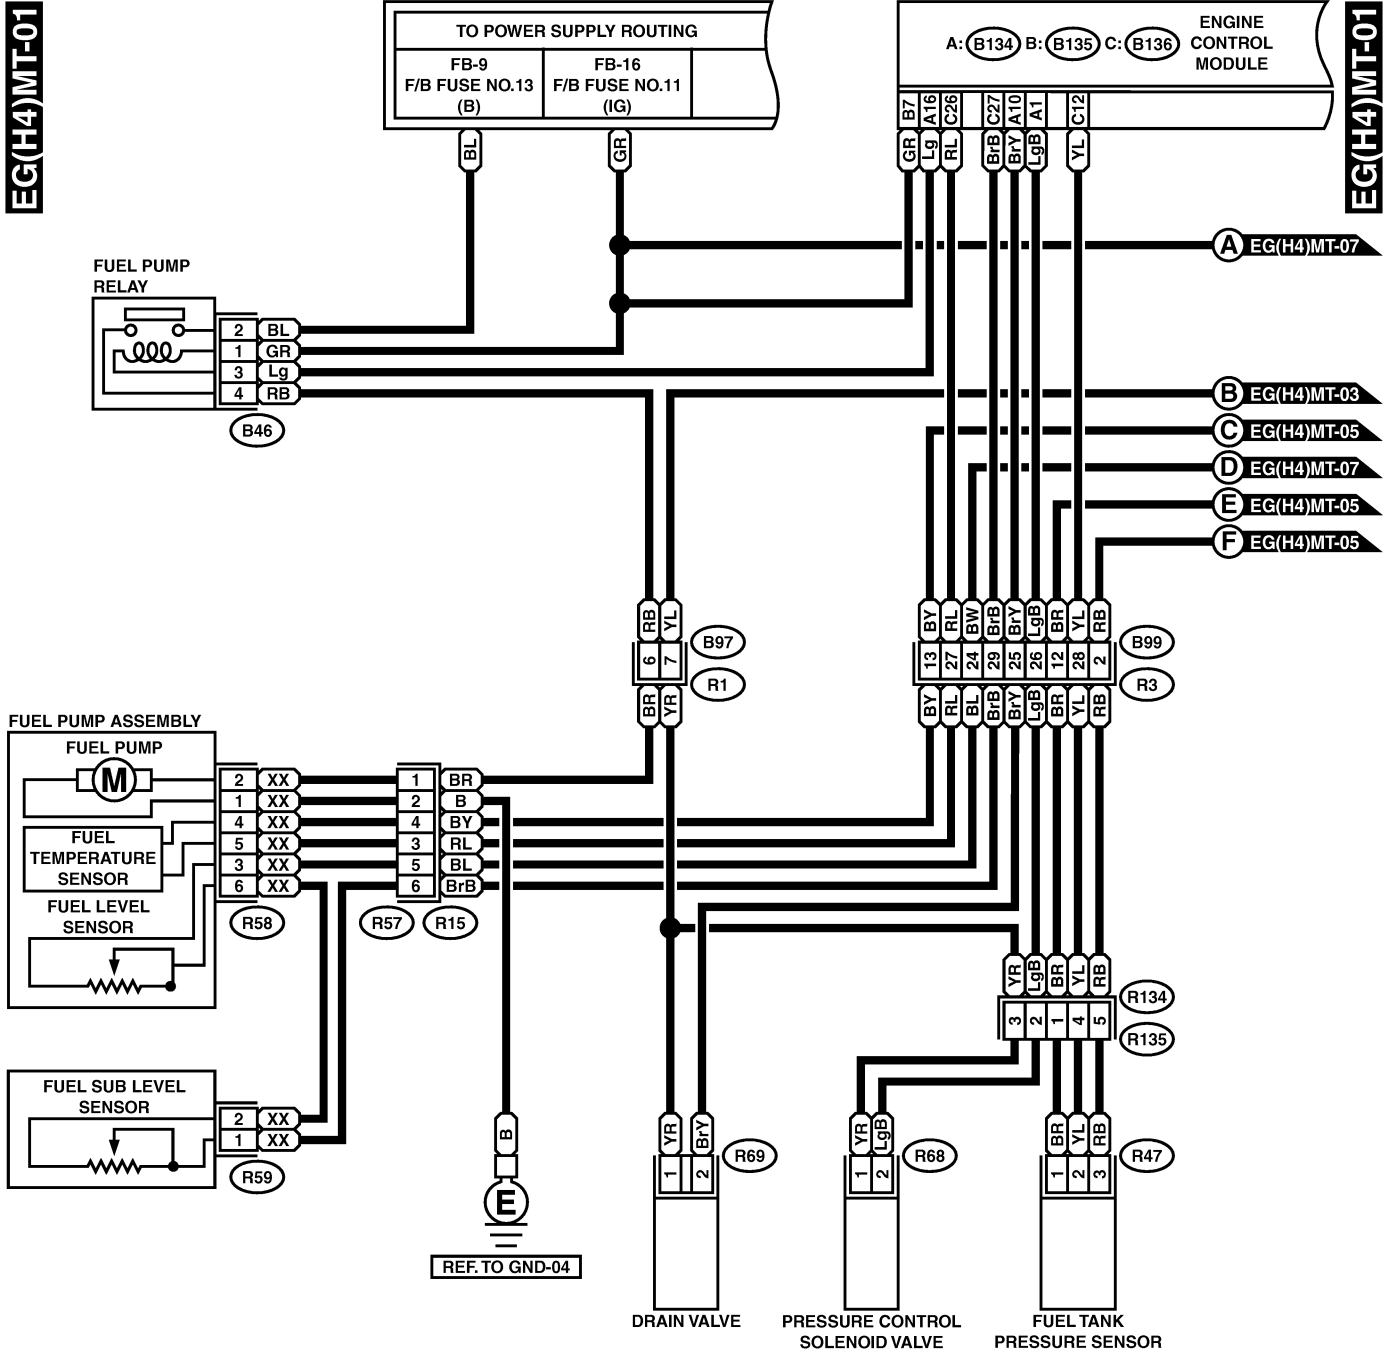 EG(H4)MT-01
EG(H4)MT-01
TO POWER SUPPLY ROUTING
FB-9
F/B FUSE NO.13
(B)
FB-16
F/B FUSE NO.11
(IG)
A: B134 B: B135 C: B136
ENGINE
CONTROL
MODULE
B7 A16 C26 C27 A10 A1 C12
BL
GR
GR Lg RL BrB BrY LgB YL
A EG(H4)MT-07
FUEL PUMP
RELAY
2 BL
1 GR
3 Lg
4 RB
B46
B EG(H4)MT-03
C EG(H4)MT-05
D EG(H4)MT-07
E EG(H4)MT-05
F EG(H4)MT-05
RB YL
6 7
BR YR
B97
R1
BY RL BW BrB BrY LgB BR YL RB
13 27 24 29 25 26 12 28 2
BY RL BL BrB BrY LgB BR YL RB
B99
R3
FUEL PUMP ASSEMBLY
FUEL PUMP
M
FUEL
TEMPERATURE
SENSOR
FUEL LEVEL
SENSOR
2 XX 1 BR
1 XX 2 B
4 XX 4 BY
5 XX 3 RL
3 XX 5 BL
6 XX 6 BrB
R58
R57 R15
YR LgB BR YL RB
3 2 1 4 5
R134
R135
FUEL SUB LEVEL
SENSOR
2 XX
1 XX
R59
B
E
REF. TO GND-04
YR BrY
1 2
R69
DRAIN VALVE
YR LgB
1 2
R68
PRESSURE CONTROL
SOLENOID VALVE
BR YL RB
1 2 3
R47
FUEL TANK
PRESSURE SENSOR